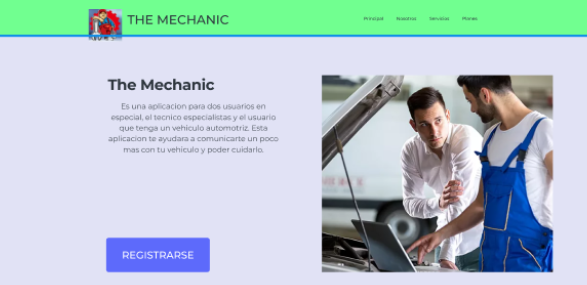 THE MECHANIC
Principal Nosotros Servicios Planes
The Mechanic
Es una aplicacion para dos usuarios en
especial, el tecnico especialistas y el usuario
que tenga un vehiculo automotriz. Esta
aplicacion te ayudara a comunicarte un poco
mas con tu vehiculo y poder cuidarlo.
REGISTRARSE